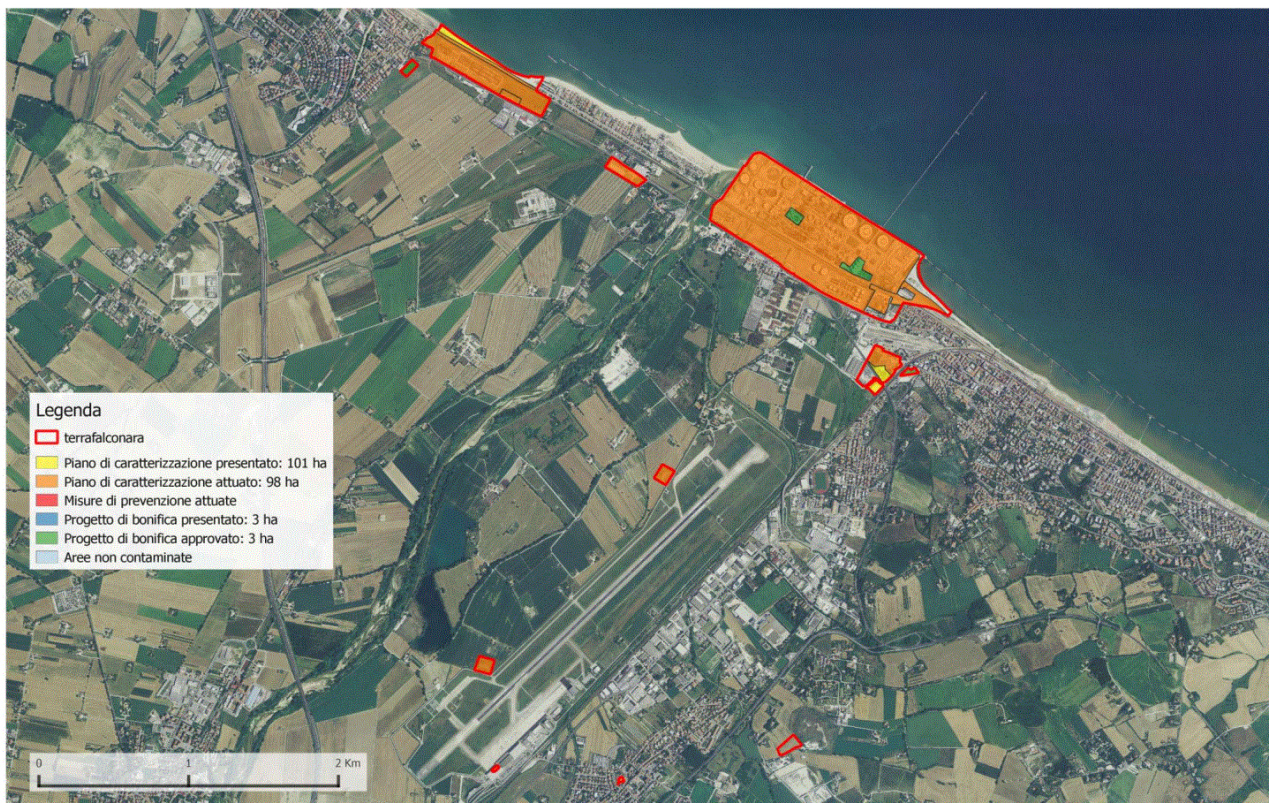 Legenda
terrafalconara
Piano di caratterizzazione presentato: 101 ha
Piano di caratterizzazione attuato: 98 ha
Misure di prevenzione attuate
Progetto di bonifica presentato: 3 ha
Progetto di bonifica approvato: 3 ha
Aree non contaminate
0 1 2 Km